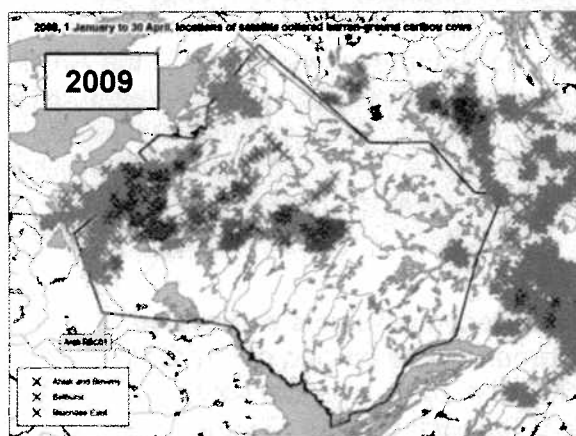 2009, 1 January to 30 April, locations of satellite collared barren-ground caribou cows
2009
Area
Ahiak and Beverly
Bathurst
Bluenose East